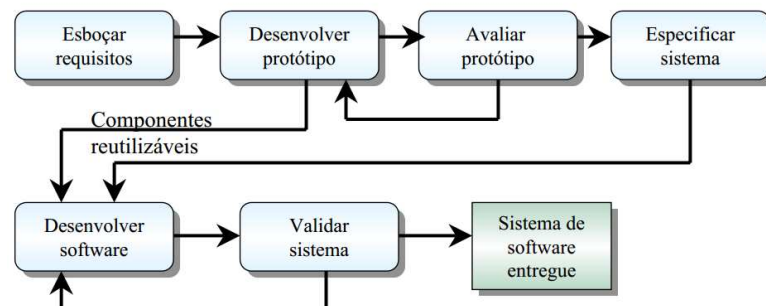 Esboçar
requisitos
Desenvolver
protótipo
Avaliar
protótipo
Especificar
sistema
Componentes
reutilizáveis
Desenvolver
software
Validar
sistema
Sistema de
software
entregue